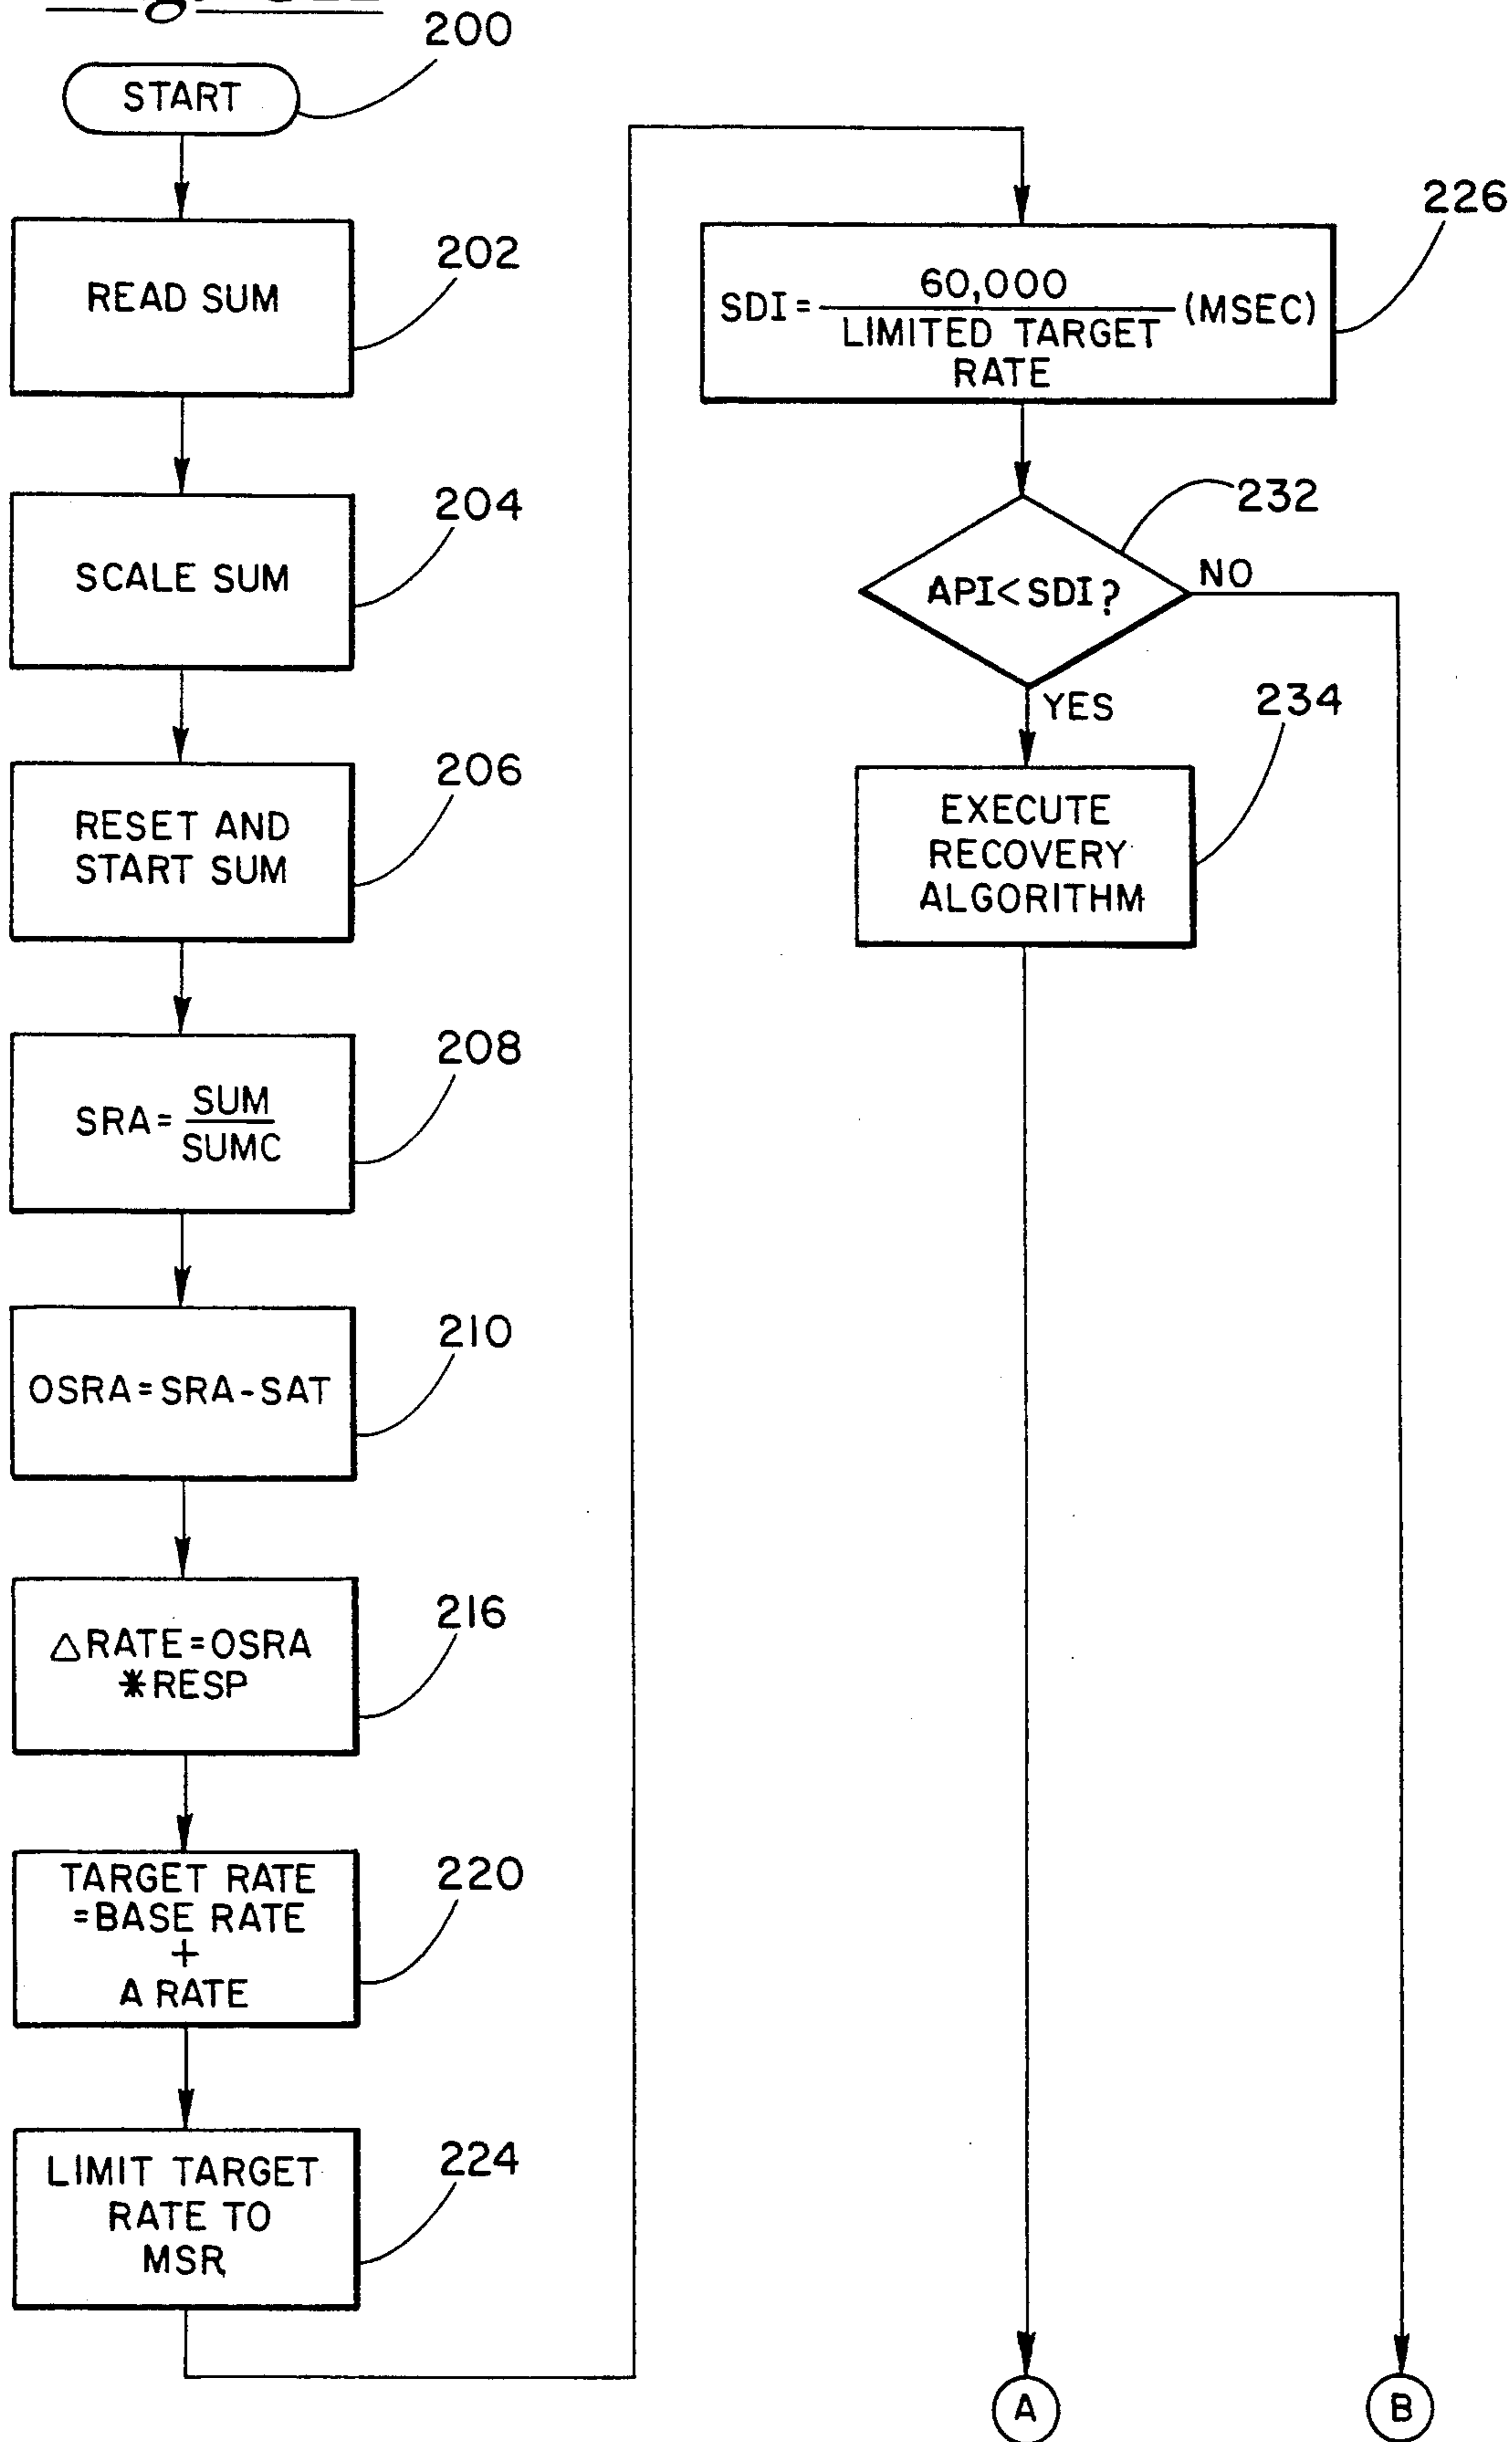 200
START
202
READ SUM
204
SCALE SUM
206
RESET AND
START SUM
208
SRA = SUM
SUMC
210
OSRA = SRA - SAT
216
△ RATE = OSRA
* RESP
220
TARGET RATE
= BASE RATE
+
A RATE
224
LIMIT TARGET
RATE TO
MSR
226
60,000
SDI = (MSEC)
LIMITED TARGET
RATE
232
API < SDI?
NO
YES
234
EXECUTE
RECOVERY
ALGORITHM
A
B